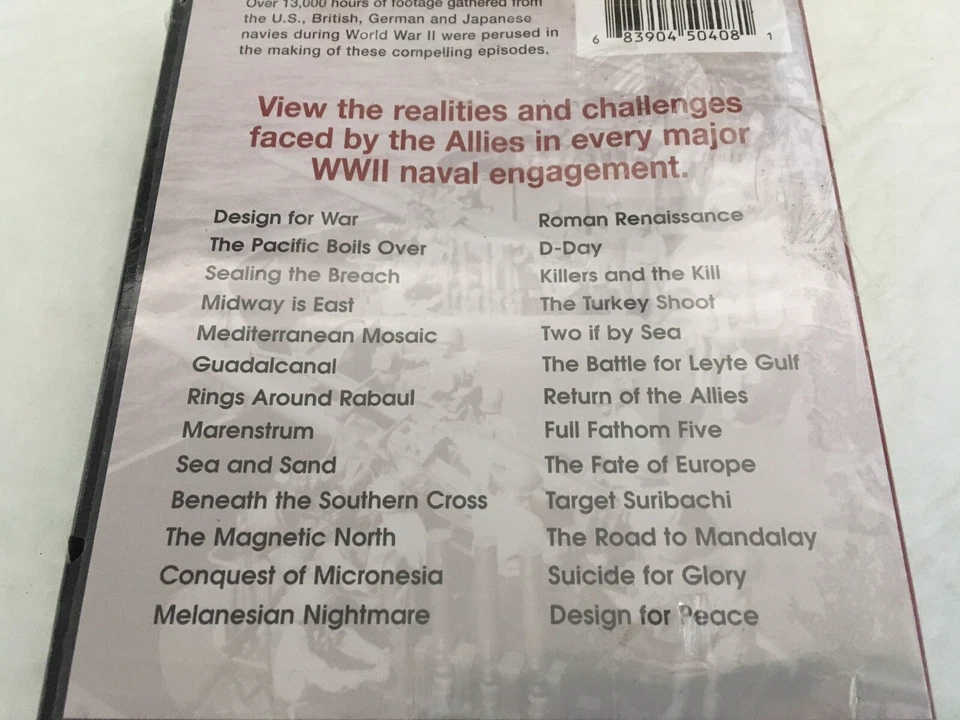 Over 13,000 hours of footage gathered from
the U.S., British, German and Japanese
navies during World War II were perused in
the making of these compelling episodes.
6 83904 50408 1
View the realities and challenges
faced by the Allies in every major
WWII naval engagement.
Design for War
The Pacific Boils Over
Sealing the Breach
Midway is East
Mediterranean Mosaic
Guadalcanal
Rings Around Rabaul
Marenstrum
Sea and Sand
Beneath the Southern Cross
The Magnetic North
Conquest of Micronesia
Melanesian Nightmare
Roman Renaissance
D-Day
Killers and the Kill
The Turkey Shoot
Two if by Sea
The Battle for Leyte Gulf
Return of the Allies
Full Fathom Five
The Fate of Europe
Target Suribachi
The Road to Mandalay
Suicide for Glory
Design for Peace